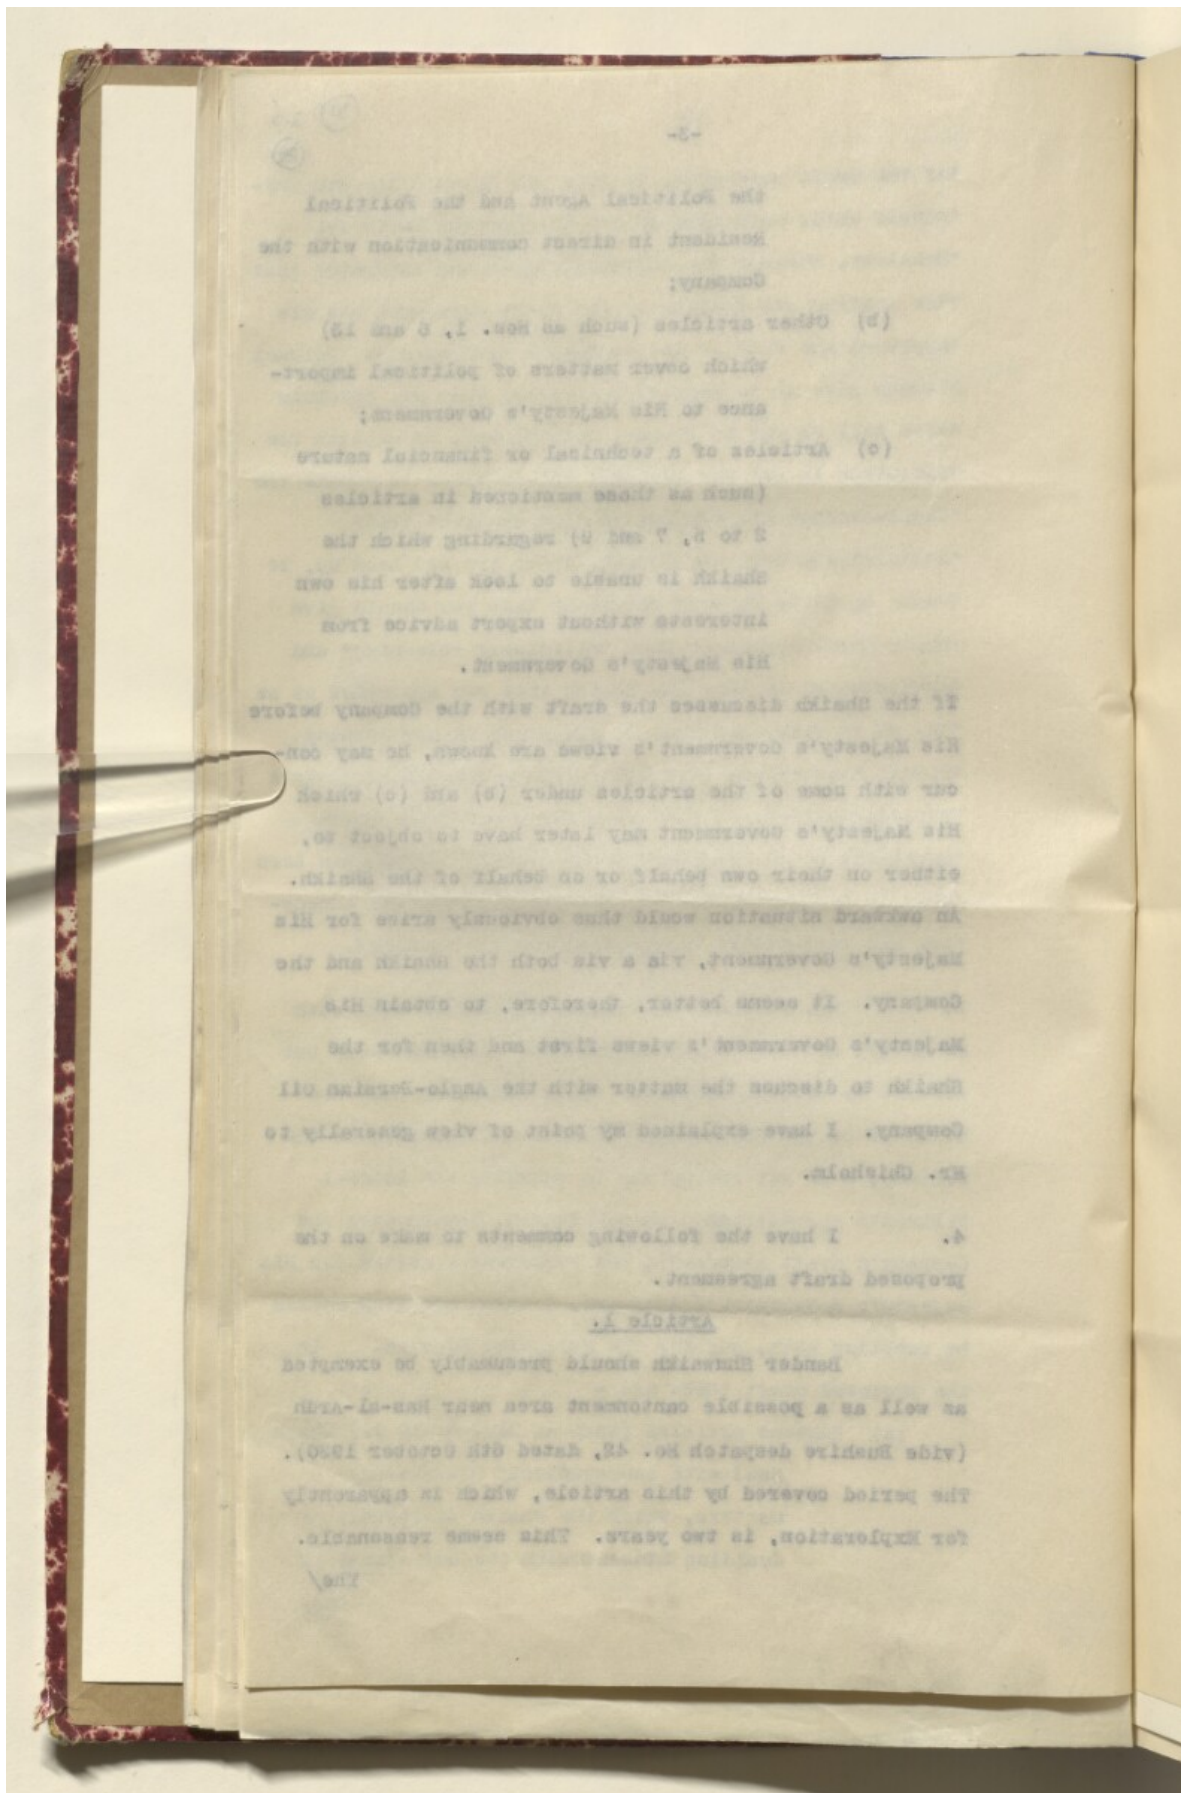 -3-
the Political Agent and the Political
Resident in direct communication with the
Company;
(b) Other articles (such as Nos. 1, 6 and 13)
which cover matters of political import-
ance to His Majesty's Government;
(c) Articles of a technical or financial nature
(such as those mentioned in articles
2 to 5, 7 and 9) regarding which the
Shaikh is unable to look after his own
interests without expert advice from
His Majesty's Government.
If the Shaikh discusses the draft with the Company before
His Majesty's Government's views are known, he may con-
cur with some of the articles under (b) and (c) which
His Majesty's Government may later have to object to,
either on their own behalf or on behalf of the Shaikh.
An awkward situation would thus obviously arise for His
Majesty's Government, vis a vis both the Shaikh and the
Company. It seems better, therefore, to obtain His
Majesty's Government's views first and then for the
Shaikh to discuss the matter with the Anglo-Persian Oil
Company. I have explained my point of view generally to
Mr. Chisholm.
4. I have the following comments to make on the
proposed draft agreement.
Article 1.
Bandar Shuwaikh should presumably be exempted
as well as a possible cantonment area near Ras-al-Ardh
(vide Bushire despatch No. 42, dated 6th October 1930).
The period covered by this article, which is apparently
for Exploration, is two years. This seems reasonable.
The/